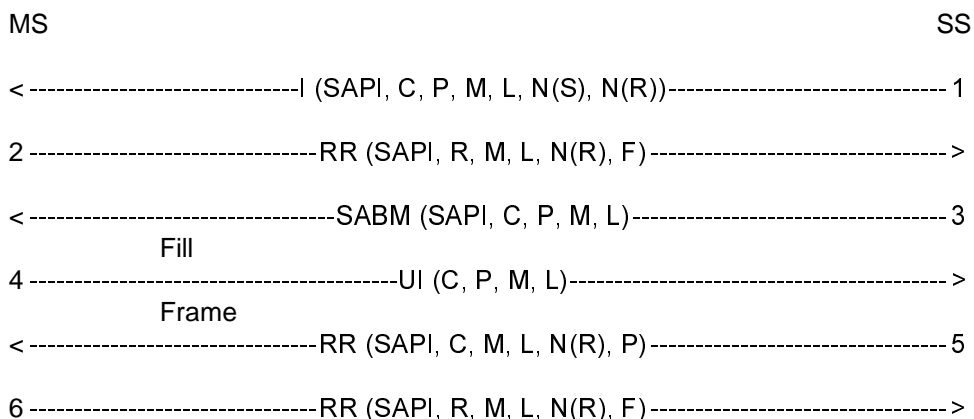 MS SS
< ------------------------------I (SAPI, C, P, M, L, N(S), N(R))------------------------------- 1
2 --------------------------------RR (SAPI, R, M, L, N(R), F)--------------------------------- >
< ----------------------------------SABM (SAPI, C, P, M, L)----------------------------------- 3
Fill
4 -----------------------------------------UI (C, P, M, L)------------------------------------------ >
Frame
< --------------------------------RR (SAPI, C, M, L, N(R), P)--------------------------------- 5
6 --------------------------------RR (SAPI, R, M, L, N(R), F)--------------------------------- >